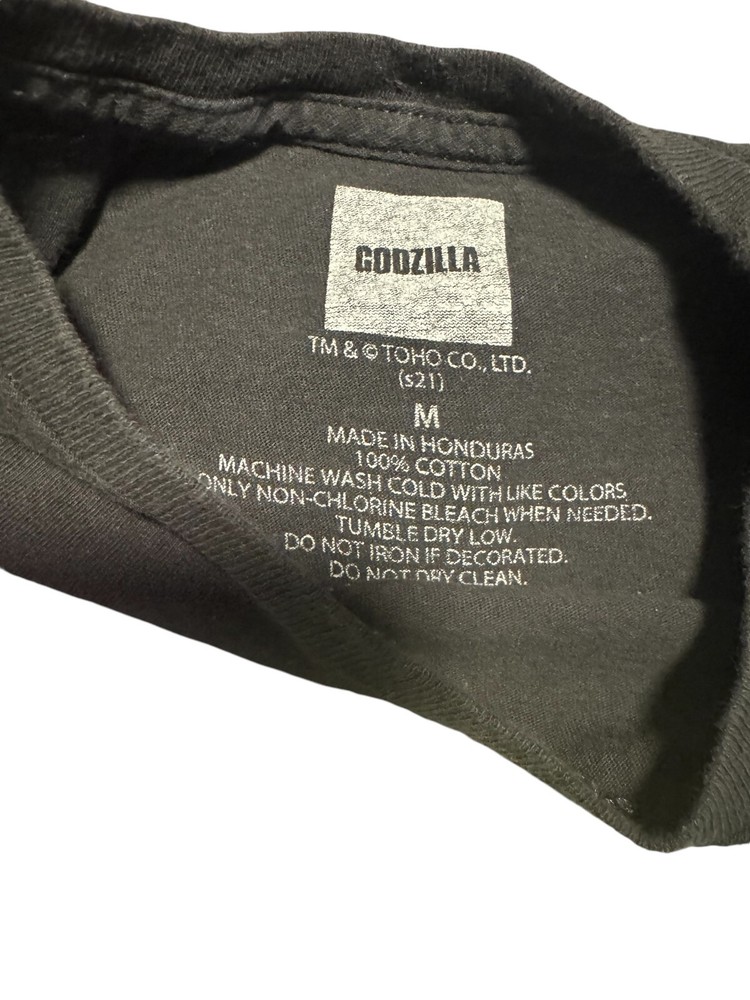 GODZILLA
TM & © TOHO CO., LTD.
(s21)
M
MADE IN HONDURAS
100% COTTON
MACHINE WASH COLD WITH LIKE COLORS
ONLY NON-CHLORINE BLEACH WHEN NEEDED.
TUMBLE DRY LOW.
DO NOT IRON IF DECORATED.
DO NOT DRY CLEAN.